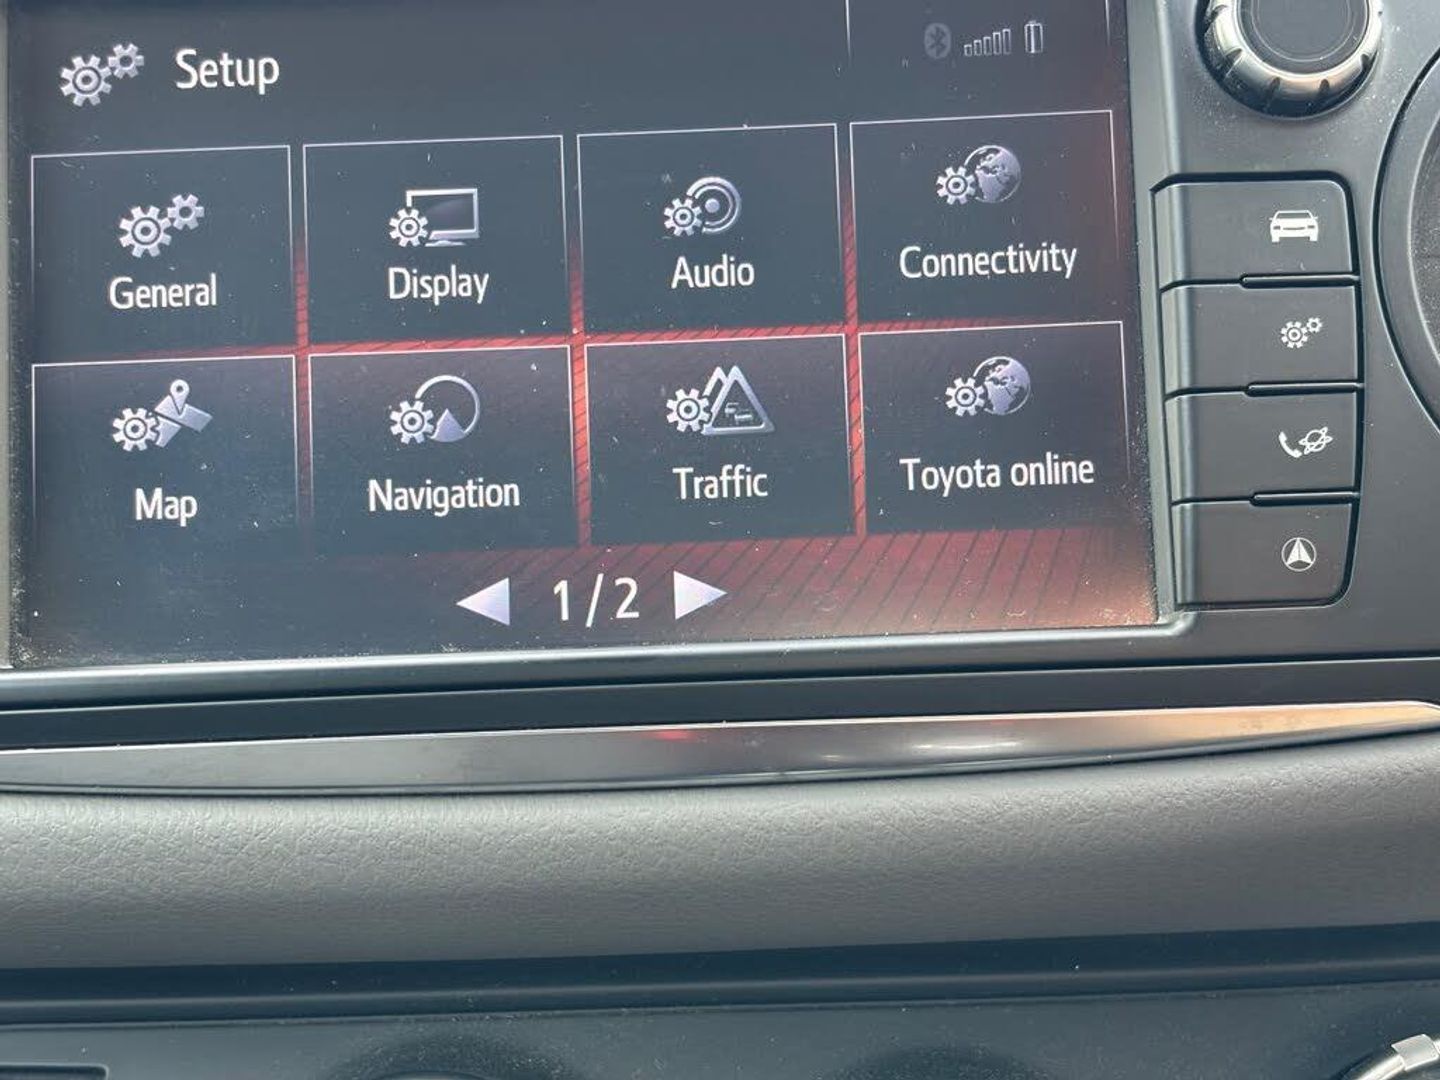 Setup
General
Display
Audio
Connectivity
Map
Navigation
Traffic
Toyota online
1/2